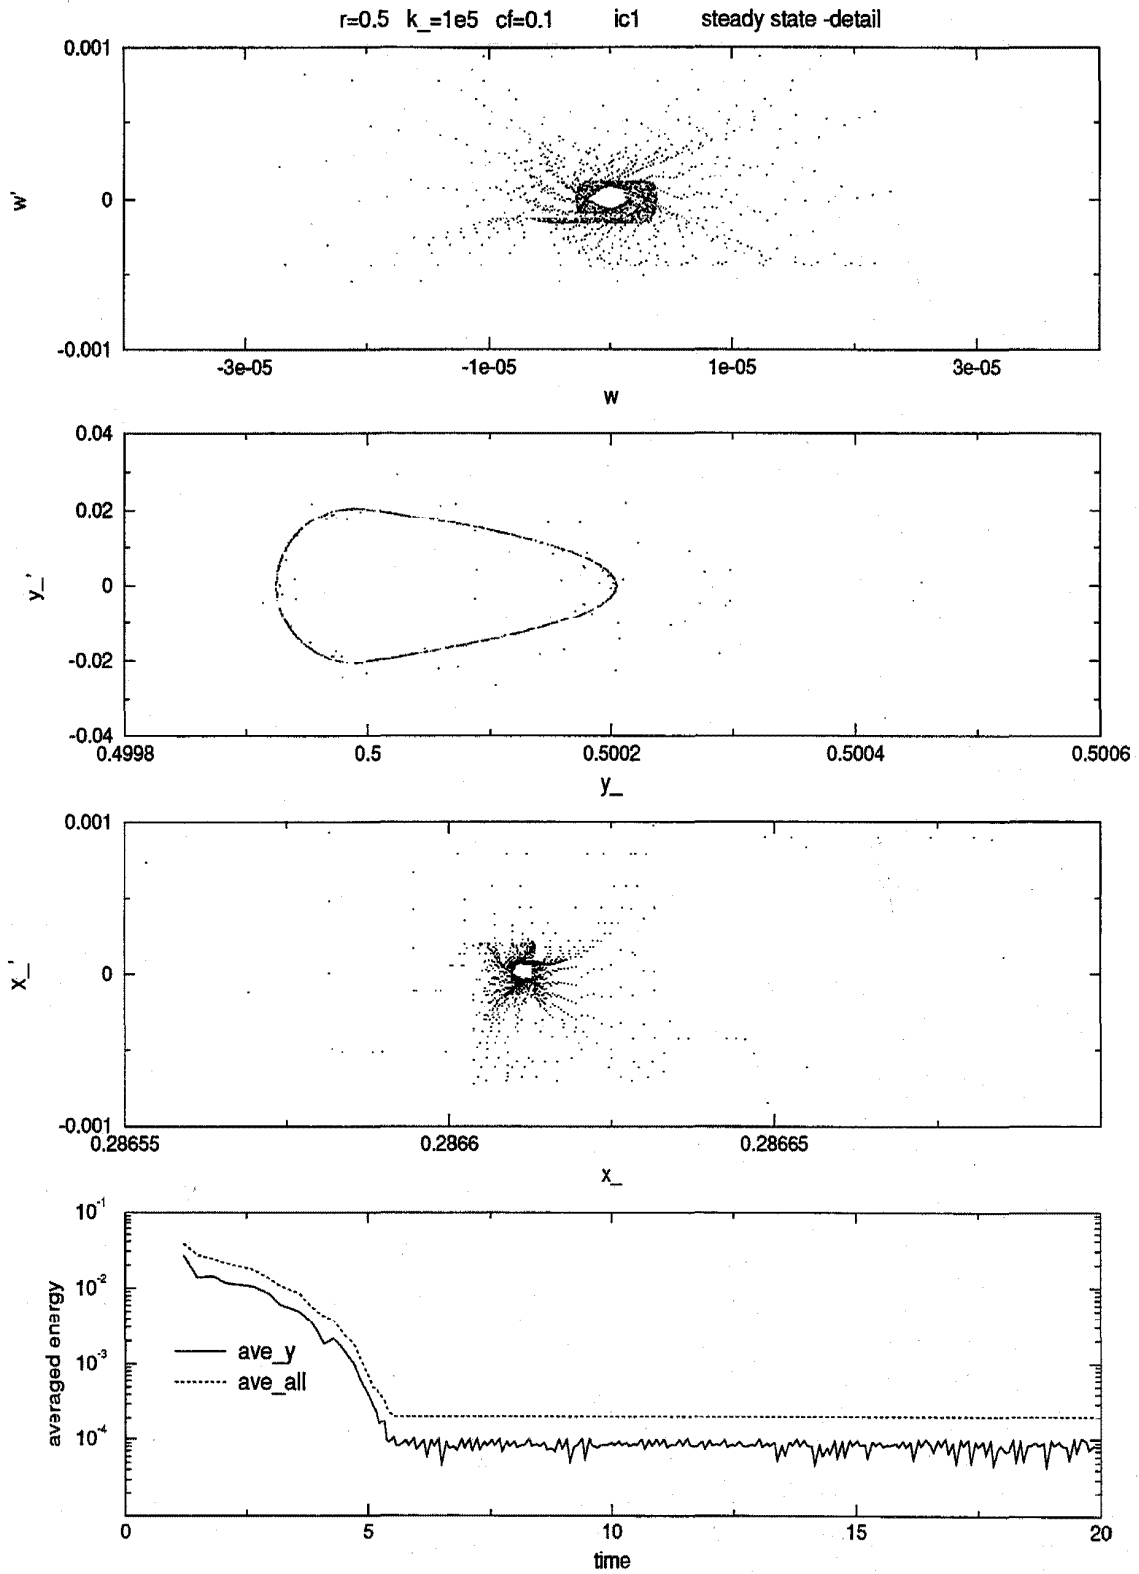 r=0.5 k_=1e5 cf=0.1 ic1 steady state -detail
0.001
0
-0.001
w'
-3e-05 -1e-05 1e-05 3e-05
w
0.04
0.02
0
-0.02
-0.04
y_'
0.4998 0.5 0.5002 0.5004 0.5006
y_
0.001
0
-0.001
x_'
0.28655 0.2866 0.28665
x_
10-1
10-2
10-3
10-4
averaged energy
ave_y
ave_all
0 5 10 15 20
time